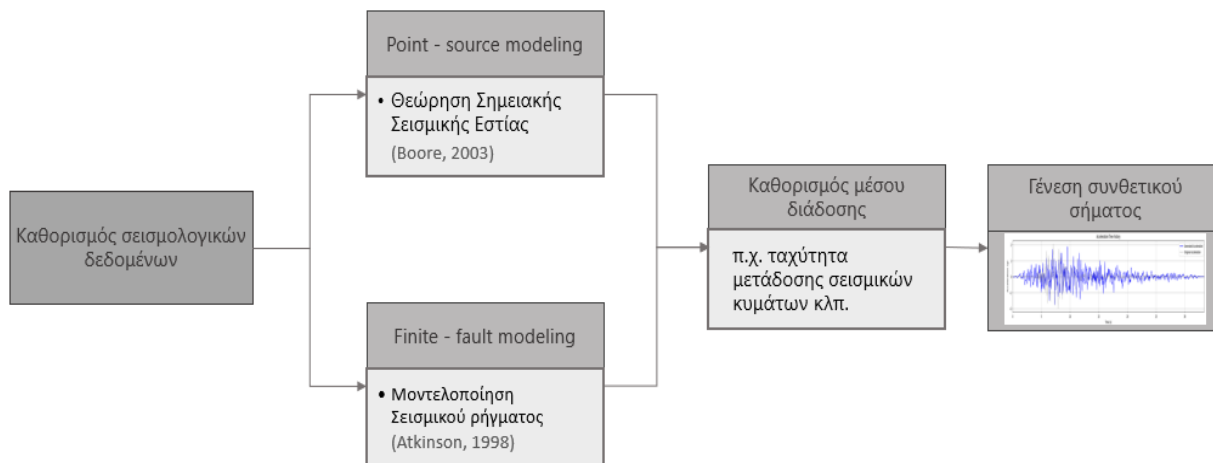 Καθορισμός σεισμολογικών
δεδομένων
Point - source modeling
• Θεώρηση Σημειακής
Σεισμικής Εστίας
(Boore, 2003)
Finite - fault modeling
• Μοντελοποίηση
Σεισμικού ρήγματος
(Atkinson, 1998)
Καθορισμός μέσου
διάδοσης
π.χ. ταχύτητα
μετάδοσης σεισμικών
κυμάτων κλπ.
Γένεση συνθετικού
σήματος